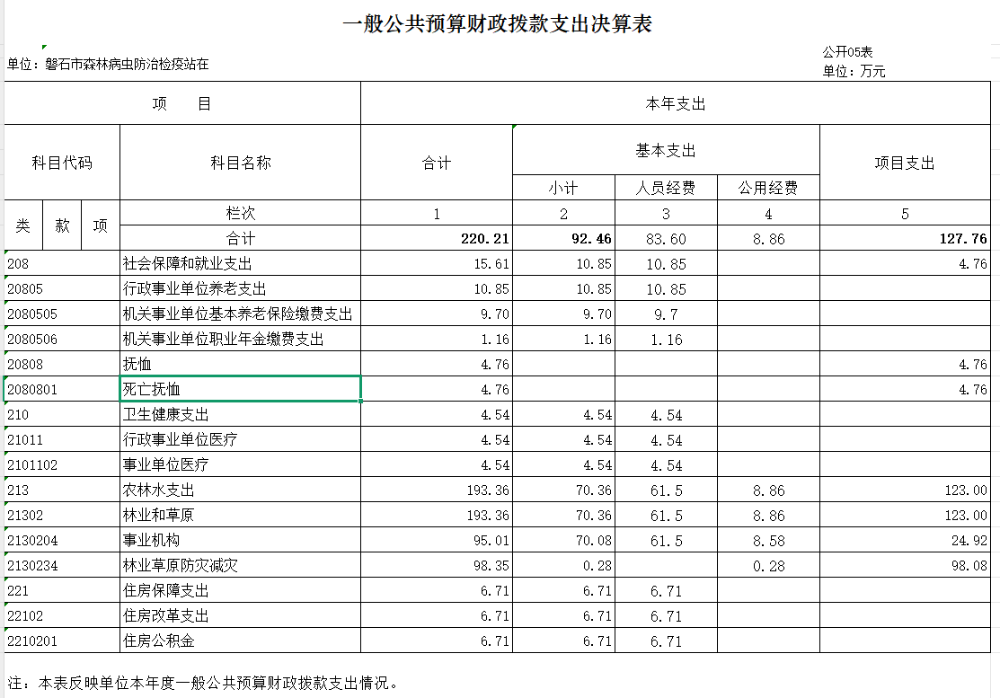 一般公共预算财政拨款支出决算表
公开05表
单位：磐石市森林病虫防治检疫站在
单位：万元
项 目 本年支出
科目代码 科目名称 合计 基本支出 项目支出
小计 人员经费 公用经费
类 款 项 栏次 1 2 3 4 5
合计 220.21 92.46 83.60 8.86 127.76
208 社会保障和就业支出 15.61 10.85 10.85 4.76
20805 行政事业单位养老支出 10.85 10.85 10.85
2080505 机关事业单位基本养老保险缴费支出 9.70 9.70 9.7
2080506 机关事业单位职业年金缴费支出 1.16 1.16 1.16
20808 抚恤 4.76 4.76
2080801 死亡抚恤 4.76 4.76
210 卫生健康支出 4.54 4.54 4.54
21011 行政事业单位医疗 4.54 4.54 4.54
2101102 事业单位医疗 4.54 4.54 4.54
213 农林水支出 193.36 70.36 61.5 8.86 123.00
21302 林业和草原 193.36 70.36 61.5 8.86 123.00
2130204 事业机构 95.01 70.08 61.5 8.58 24.92
2130234 林业草原防灾减灾 98.35 0.28 0.28 98.08
221 住房保障支出 6.71 6.71 6.71
22102 住房改革支出 6.71 6.71 6.71
2210201 住房公积金 6.71 6.71 6.71
注：本表反映单位本年度一般公共预算财政拨款支出情况。